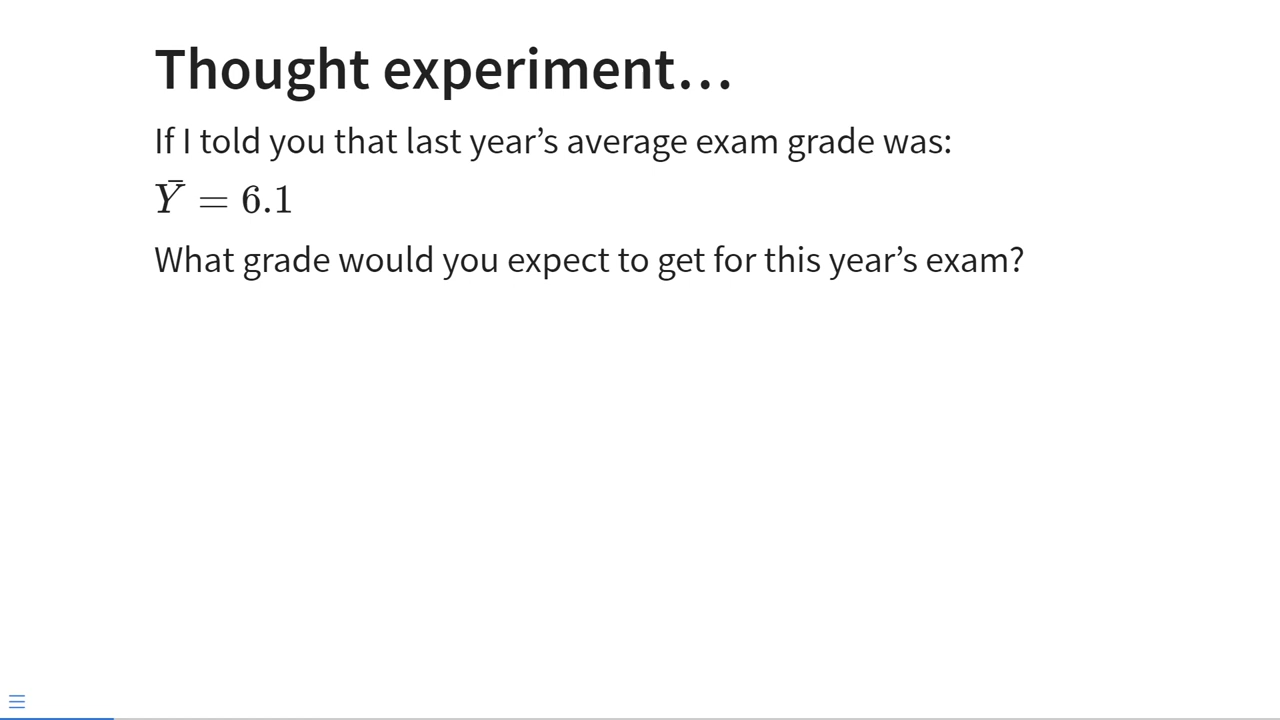 Thought experiment…
If I told you that last year’s average exam grade was:
Ȳ = 6.1
What grade would you expect to get for this year’s exam?